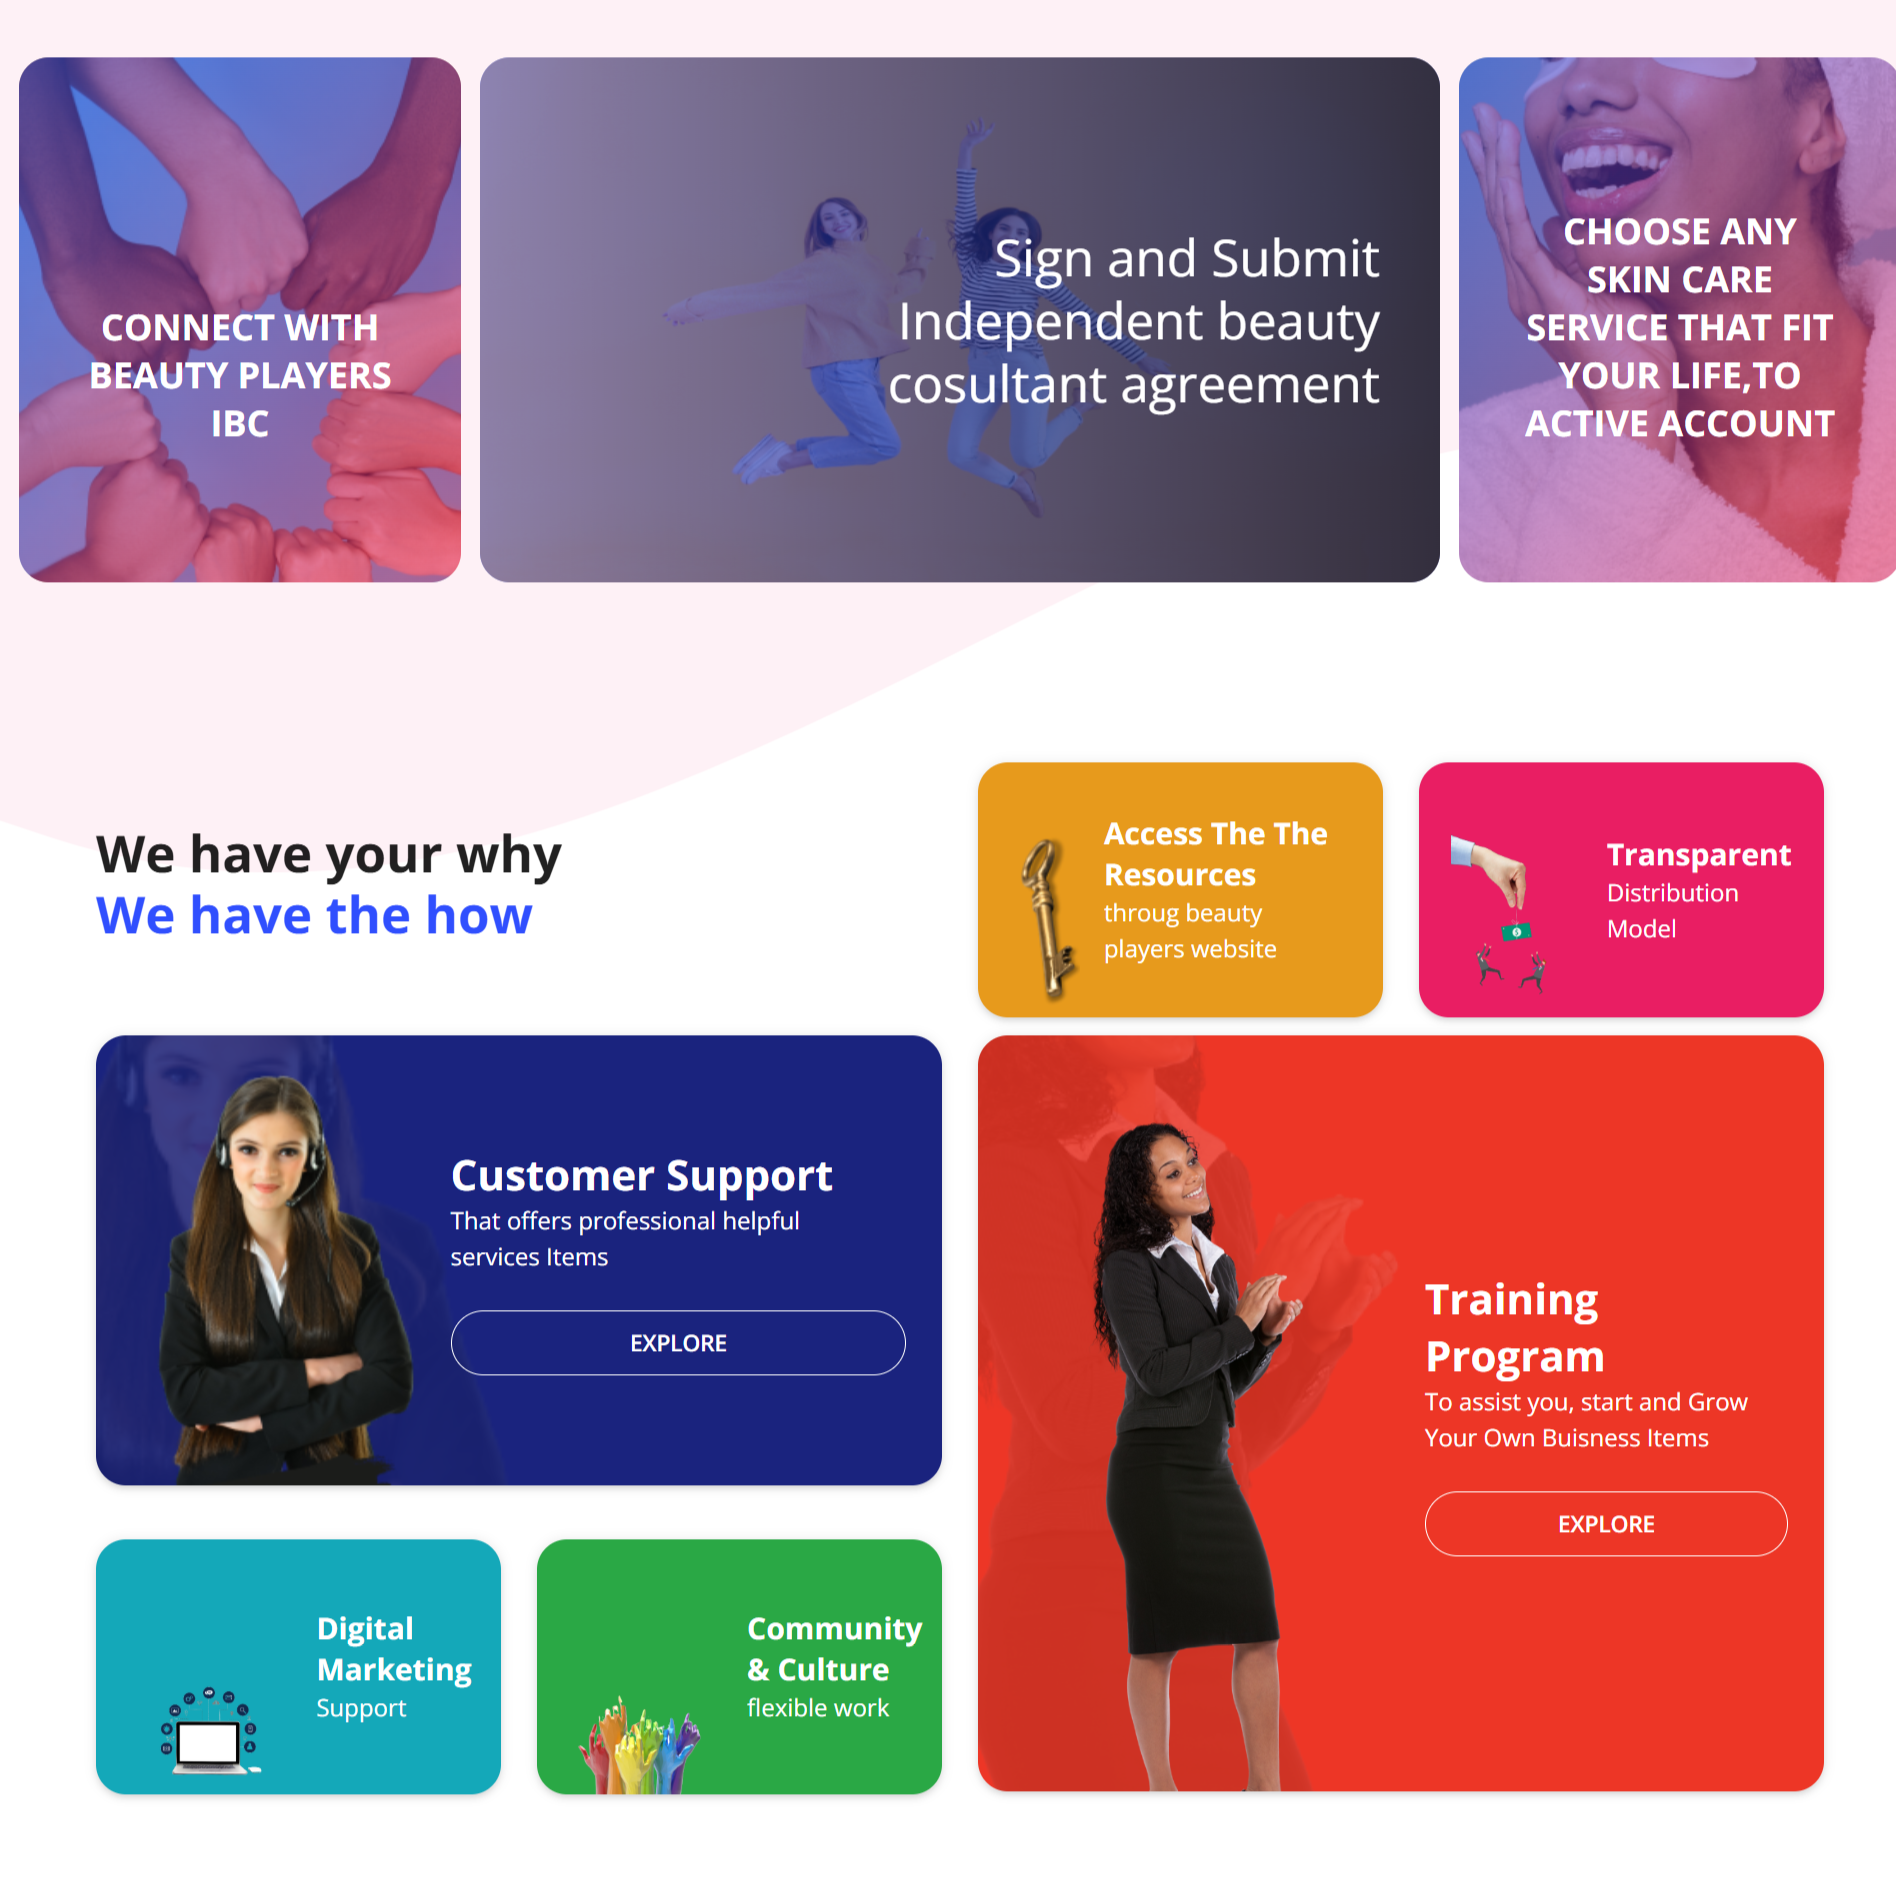 CONNECT WITH
BEAUTY PLAYERS
IBC
Sign and Submit
Independent beauty
cosultant agreement
CHOOSE ANY
SKIN CARE
SERVICE THAT FIT
YOUR LIFE,TO
ACTIVE ACCOUNT
We have your why
We have the how
Access The The
Resources
throug beauty
players website
Transparent
Distribution
Model
Customer Support
That offers professional helpful
services Items
EXPLORE
Training
Program
To assist you, start and Grow
Your Own Buisness Items
EXPLORE
Digital
Marketing
Support
Community
& Culture
flexible work